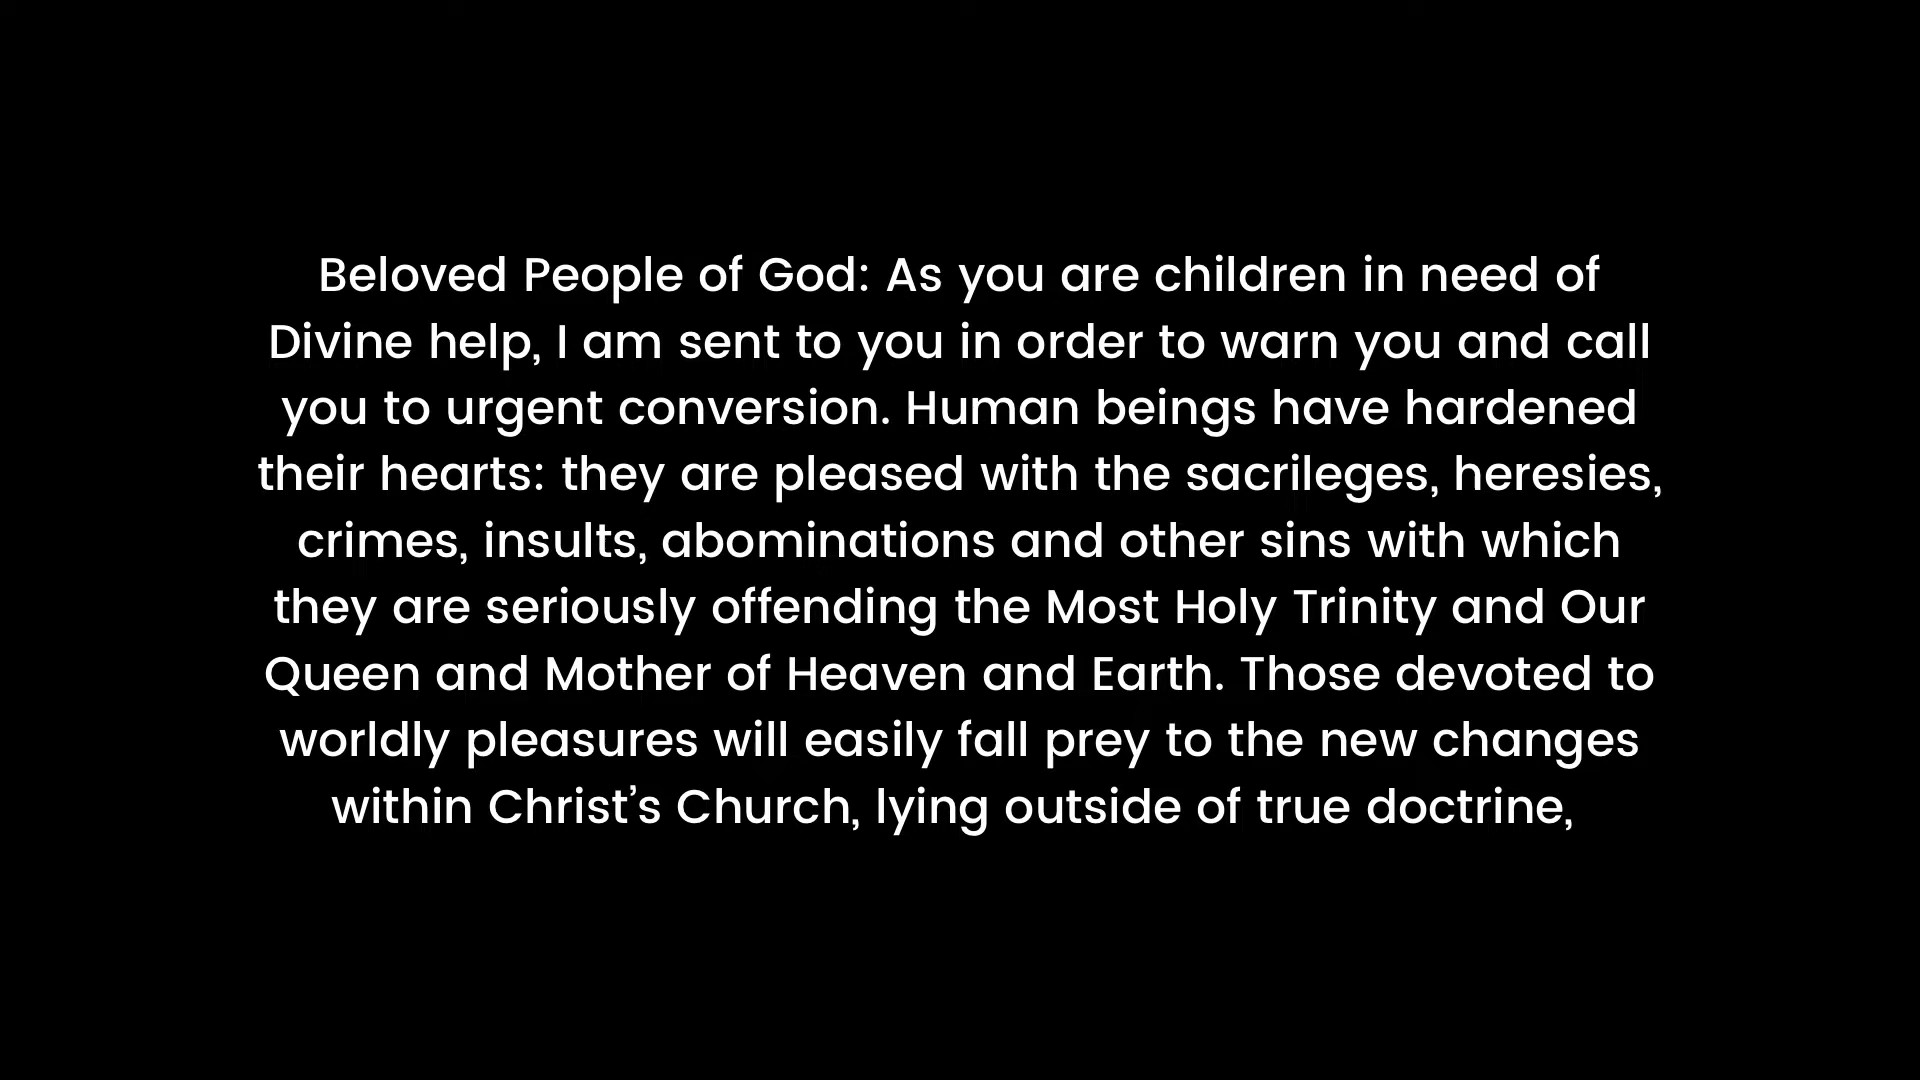 Beloved People of God: As you are children in need of
Divine help, I am sent to you in order to warn you and call
you to urgent conversion. Human beings have hardened
their hearts: they are pleased with the sacrileges, heresies,
crimes, insults, abominations and other sins with which
they are seriously offending the Most Holy Trinity and Our
Queen and Mother of Heaven and Earth. Those devoted to
worldly pleasures will easily fall prey to the new changes
within Christ’s Church, lying outside of true doctrine,